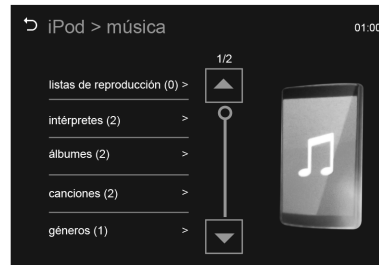 iPod > música
01:00
1/2
listas de reproducción (0) >
intérpretes (2) >
álbumes (2) >
canciones (2) >
géneros (1) >